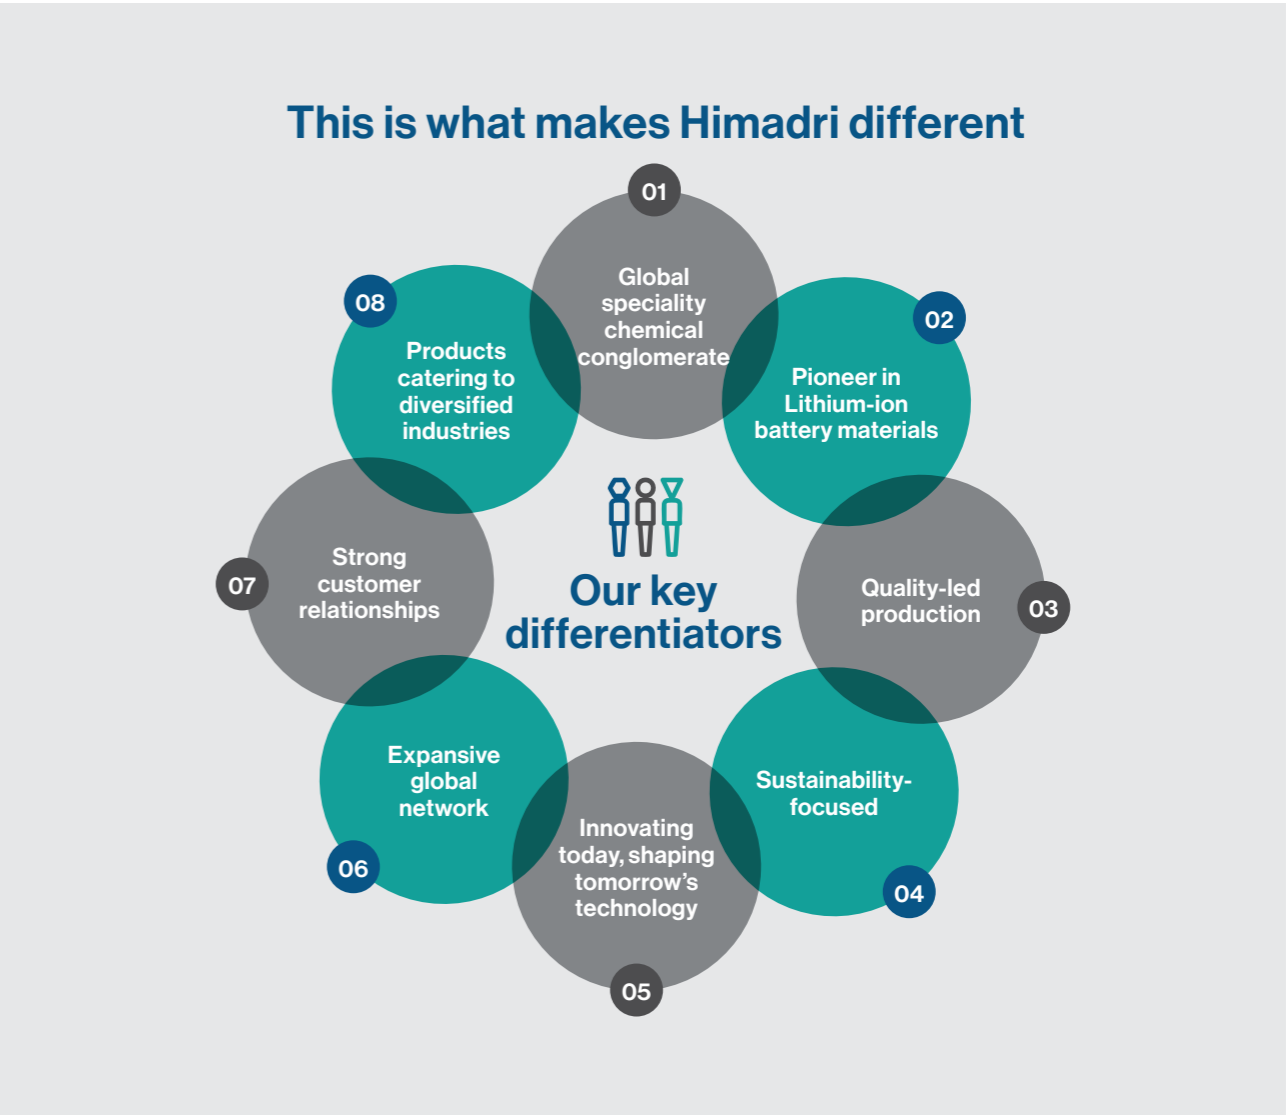 This is what makes Himadri different
01
Global
speciality
chemical
conglomerate
02
Pioneer in
Lithium-ion
battery materials
03
Quality-led
production
04
Sustainability-
focused
05
Innovating
today, shaping
tomorrow’s
technology
06
Expansive
global
network
07
Strong
customer
relationships
08
Products
catering to
diversified
industries
Our key
differentiators